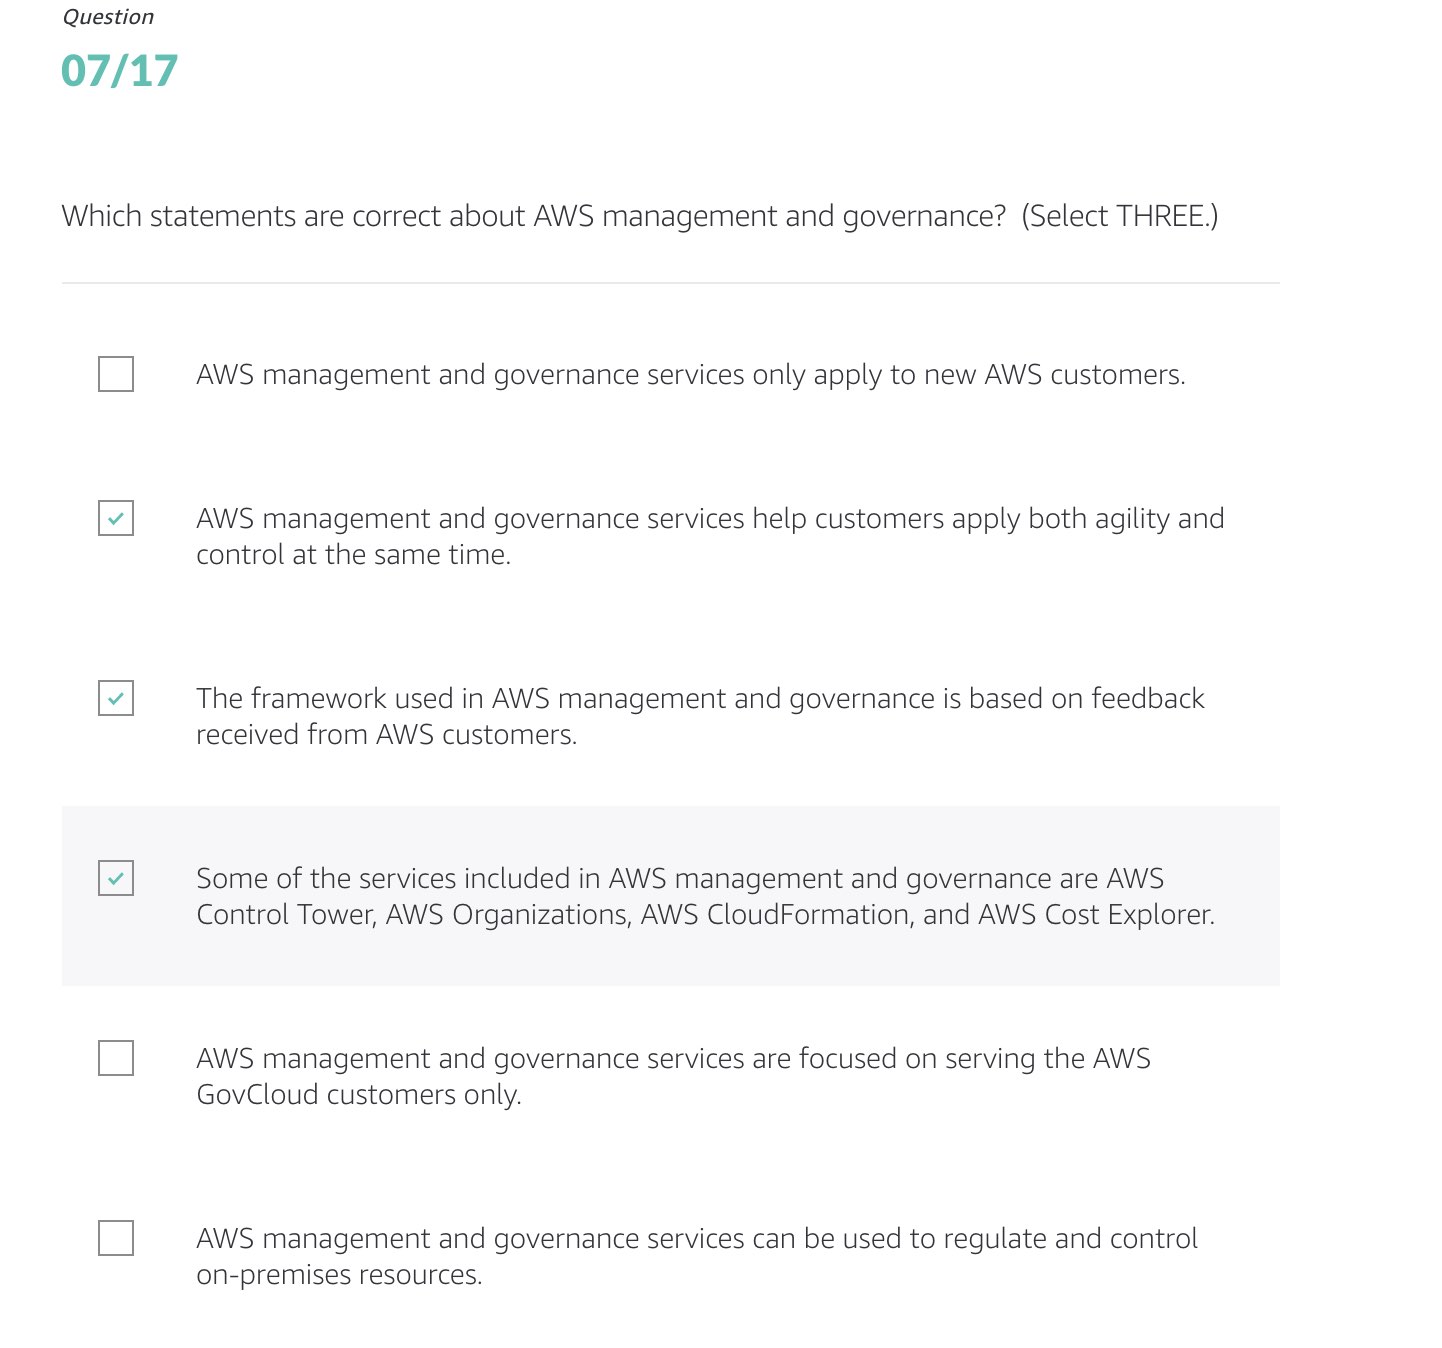 Question
07/17
Which statements are correct about AWS management and governance? (Select THREE.)
AWS management and governance services only apply to new AWS customers.
AWS management and governance services help customers apply both agility and
control at the same time.
The framework used in AWS management and governance is based on feedback
received from AWS customers.
Some of the services included in AWS management and governance are AWS
Control Tower, AWS Organizations, AWS CloudFormation, and AWS Cost Explorer.
AWS management and governance services are focused on serving the AWS
GovCloud customers only.
AWS management and governance services can be used to regulate and control
on-premises resources.